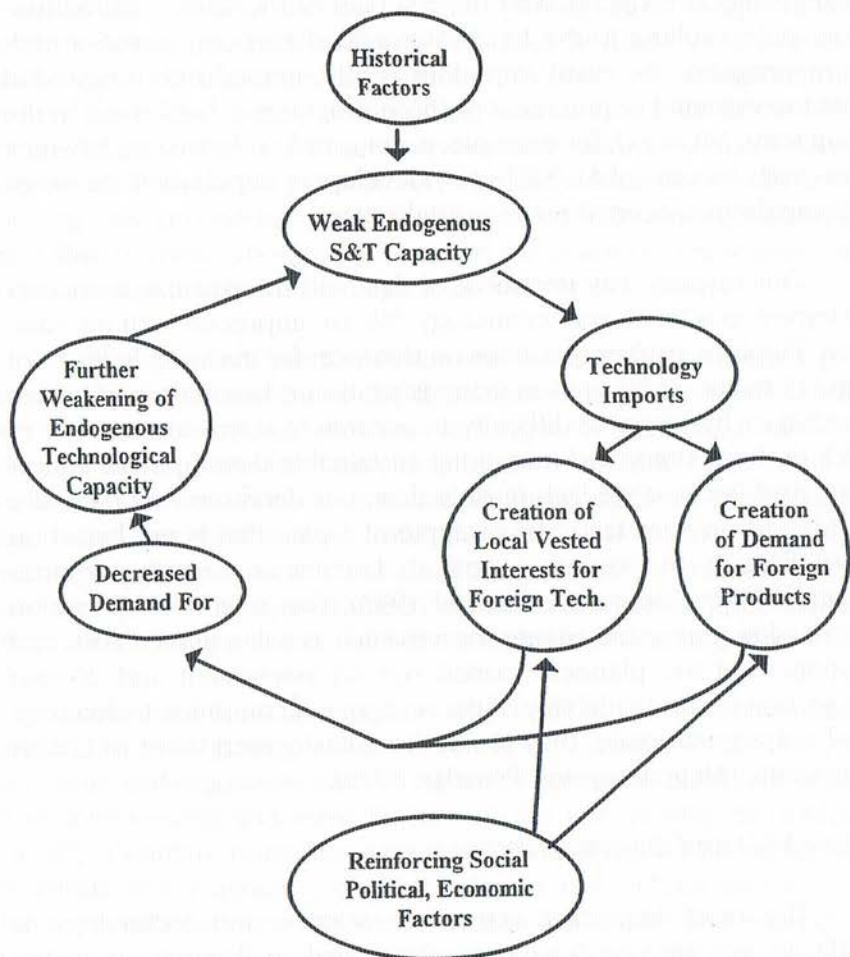 Historical
Factors
Weak Endogenous
S&T Capacity
Technology
Imports
Further
Weakening of
Endogenous
Technological
Capacity
Creation of
Local Vested
Interests for
Foreign Tech.
Creation
of Demand
for Foreign
Products
Decreased
Demand For
Reinforcing Social
Political, Economic
Factors